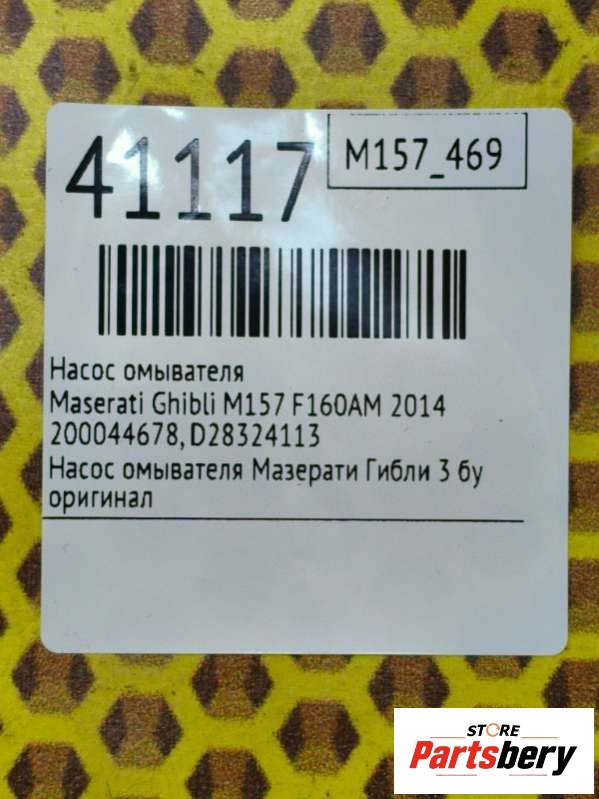 41117
M157_469
Насос омывателя
Maserati Ghibli M157 F160AM 2014
200044678, D28324113
Насос омывателя Мазерати Гибли 3 бу
оригинал
STORE
Partsbery